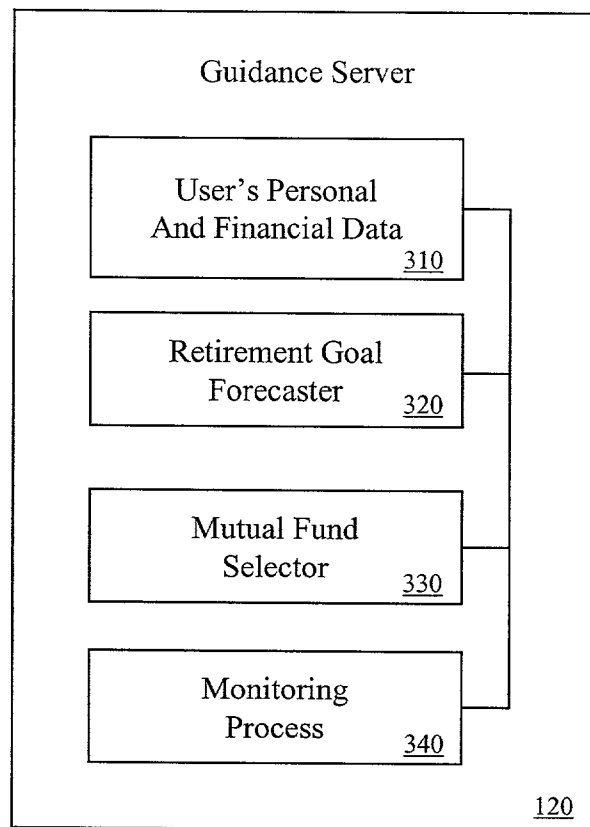 Guidance Server
User's Personal
And Financial Data
310
Retirement Goal
Forecaster
320
Mutual Fund
Selector
330
Monitoring
Process
340
120